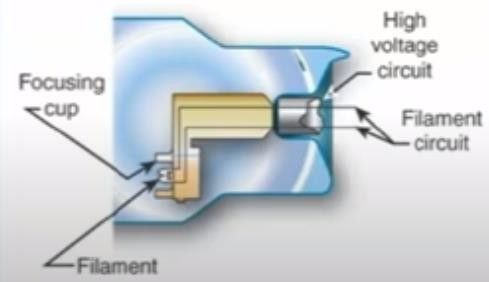 High
voltage
circuit
Focusing
cup
Filament
circuit
Filament